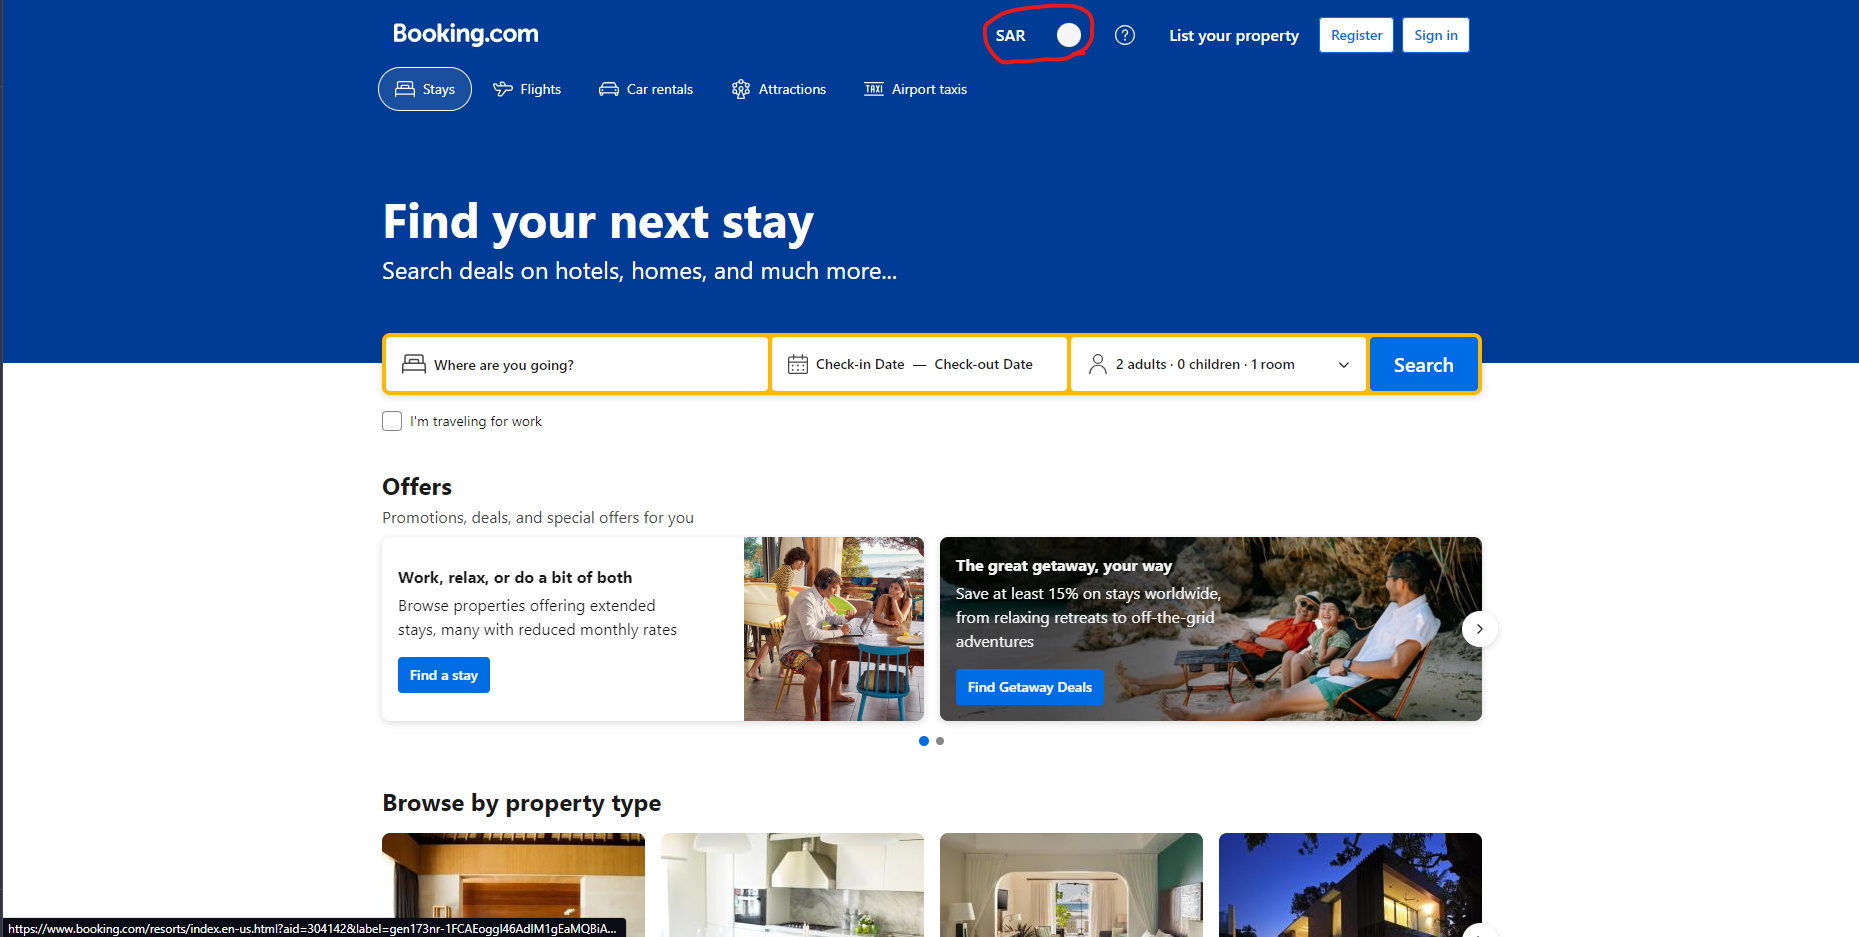 Booking.com
SAR
List your property
Register
Sign in
Stays
Flights
Car rentals
Attractions
TAXI
Airport taxis
Find your next stay
Search deals on hotels, homes, and much more...
Where are you going?
Check-in Date — Check-out Date
2 adults · 0 children · 1 room
Search
I'm traveling for work
Offers
Promotions, deals, and special offers for you
Work, relax, or do a bit of both
Browse properties offering extended
stays, many with reduced monthly rates
Find a stay
The great getaway, your way
Save at least 15% on stays worldwide,
from relaxing retreats to off-the-grid
adventures
Find Getaway Deals
Browse by property type
https://www.booking.com/resorts/index.en-us.html?aid=304142&label=gen173nr-1FCAEoggI46AdIM1gEaMQBiA...